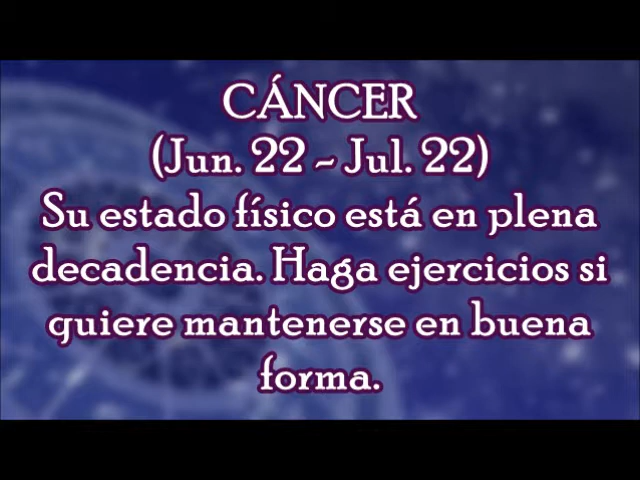 CÁNCER
(Jun. 22 - Jul. 22)
Su estado físico está en plena
decadencia. Haga ejercicios si
quiere mantenerse en buena
forma.